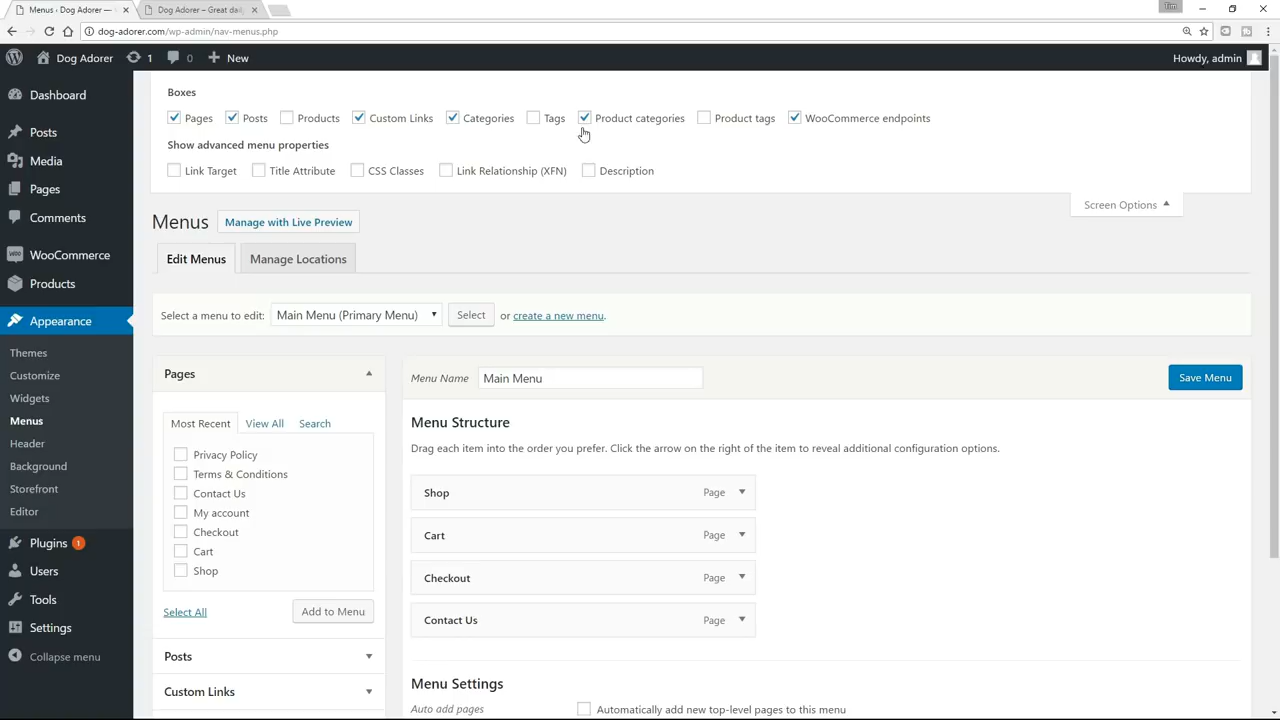 Menus ‹ Dog Adorer —
Dog Adorer – Great dail
Tim
dog-adorer.com/wp-admin/nav-menus.php
Dog Adorer
1
0
New
Howdy, admin
Dashboard
Posts
Media
Pages
Comments
WooCommerce
Products
Appearance
Themes
Customize
Widgets
Menus
Header
Background
Storefront
Editor
Plugins 1
Users
Tools
Settings
Collapse menu
Boxes
Pages Posts Products Custom Links Categories Tags Product categories Product tags WooCommerce endpoints
Show advanced menu properties
Link Target Title Attribute CSS Classes Link Relationship (XFN) Description
Screen Options
Menus Manage with Live Preview
Edit Menus Manage Locations
Select a menu to edit: Main Menu (Primary Menu) Select or create a new menu.
Pages
Most Recent View All Search
Privacy Policy
Terms & Conditions
Contact Us
My account
Checkout
Cart
Shop
Select All Add to Menu
Posts
Custom Links
Menu Name Main Menu Save Menu
Menu Structure
Drag each item into the order you prefer. Click the arrow on the right of the item to reveal additional configuration options.
Shop Page
Cart Page
Checkout Page
Contact Us Page
Menu Settings
Auto add pages Automatically add new top-level pages to this menu